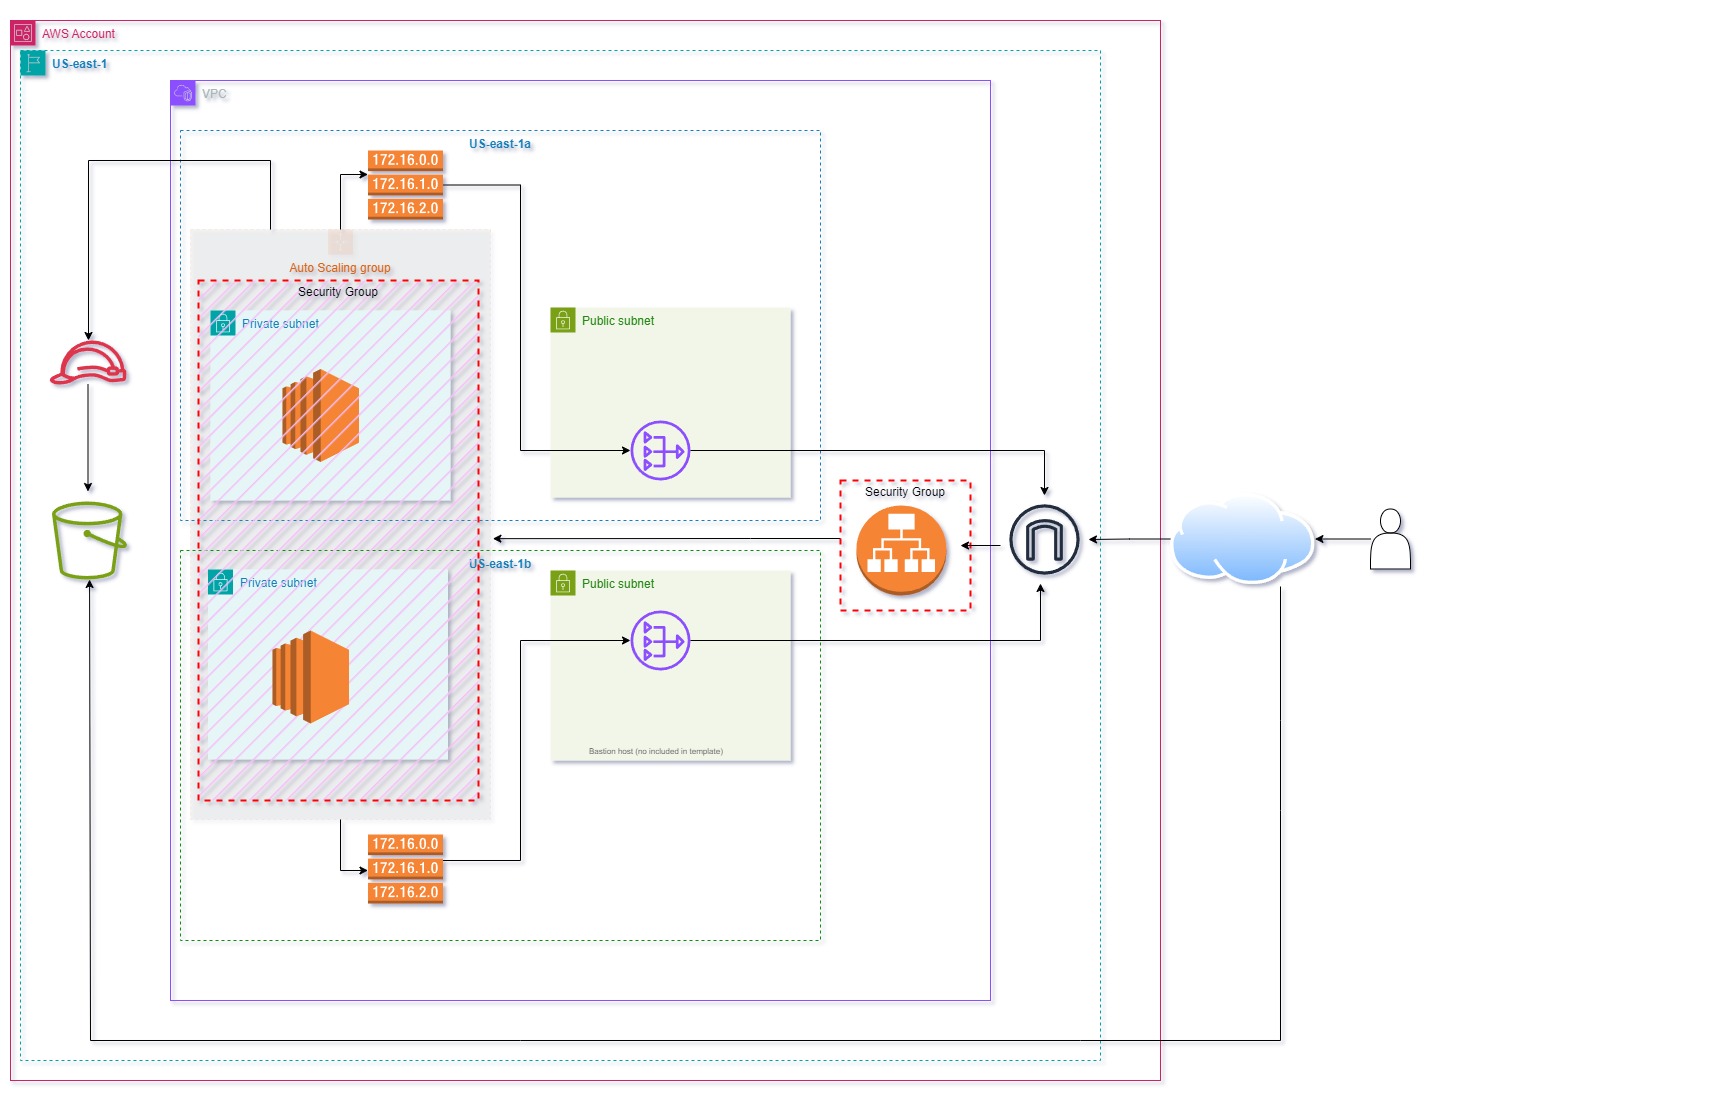 AWS Account
US-east-1
VPC
US-east-1a
172.16.0.0
172.16.1.0
172.16.2.0
Auto Scaling group
Security Group
Private subnet
Public subnet
Security Group
US-east-1b
Private subnet
Public subnet
Bastion host (no included in template)
172.16.0.0
172.16.1.0
172.16.2.0